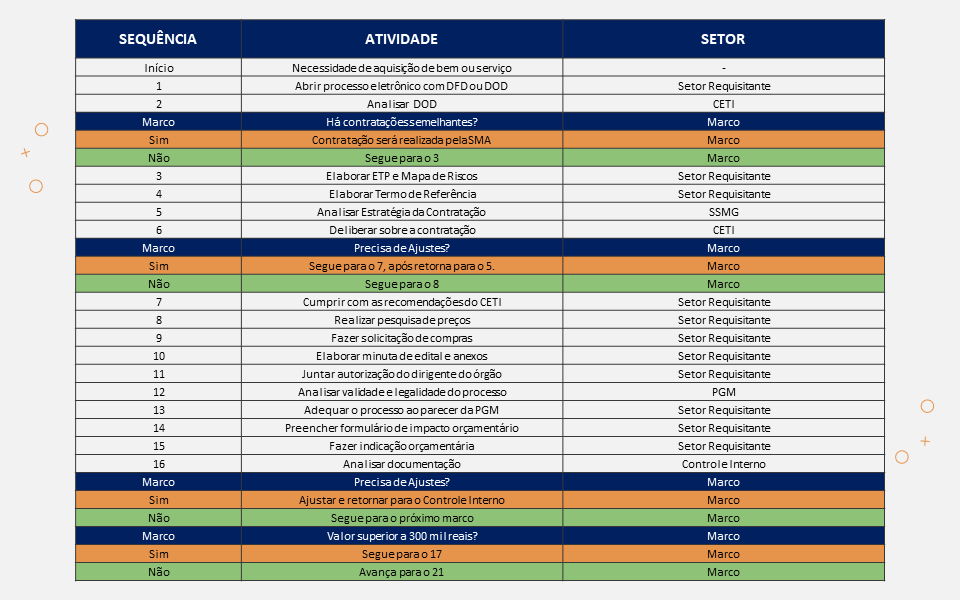 SEQUÊNCIA ATIVIDADE SETOR
Início Necessidade de aquisição de bem ou serviço -
1 Abrir processo eletrônico com DFD ou DOD Setor Requisitante
2 Analisar DOD CETI
Marco Há contratações semelhantes? Marco
Sim Contratação será realizada pela SMA Marco
Não Segue para o 3 Marco
3 Elaborar ETP e Mapa de Riscos Setor Requisitante
4 Elaborar Termo de Referência Setor Requisitante
5 Analisar Estratégia da Contratação SSMG
6 Deliberar sobre a contratação CETI
Marco Precisa de Ajustes? Marco
Sim Segue para o 7, após retorna para o 5. Marco
Não Segue para o 8 Marco
7 Cumprir com as recomendações do CETI Setor Requisitante
8 Realizar pesquisa de preços Setor Requisitante
9 Fazer solicitação de compras Setor Requisitante
10 Elaborar minuta de edital e anexos Setor Requisitante
11 Juntar autorização do dirigente do órgão Setor Requisitante
12 Analisar validade e legalidade do processo PGM
13 Adequar o processo ao parecer da PGM Setor Requisitante
14 Preencher formulário de impacto orçamentário Setor Requisitante
15 Fazer indicação orçamentária Setor Requisitante
16 Analisar documentação Controle Interno
Marco Precisa de Ajustes? Marco
Sim Ajustar e retornar para o Controle Interno Marco
Não Segue para o próximo marco Marco
Marco Valor superior a 300 mil reais? Marco
Sim Segue para o 17 Marco
Não Avança para o 21 Marco